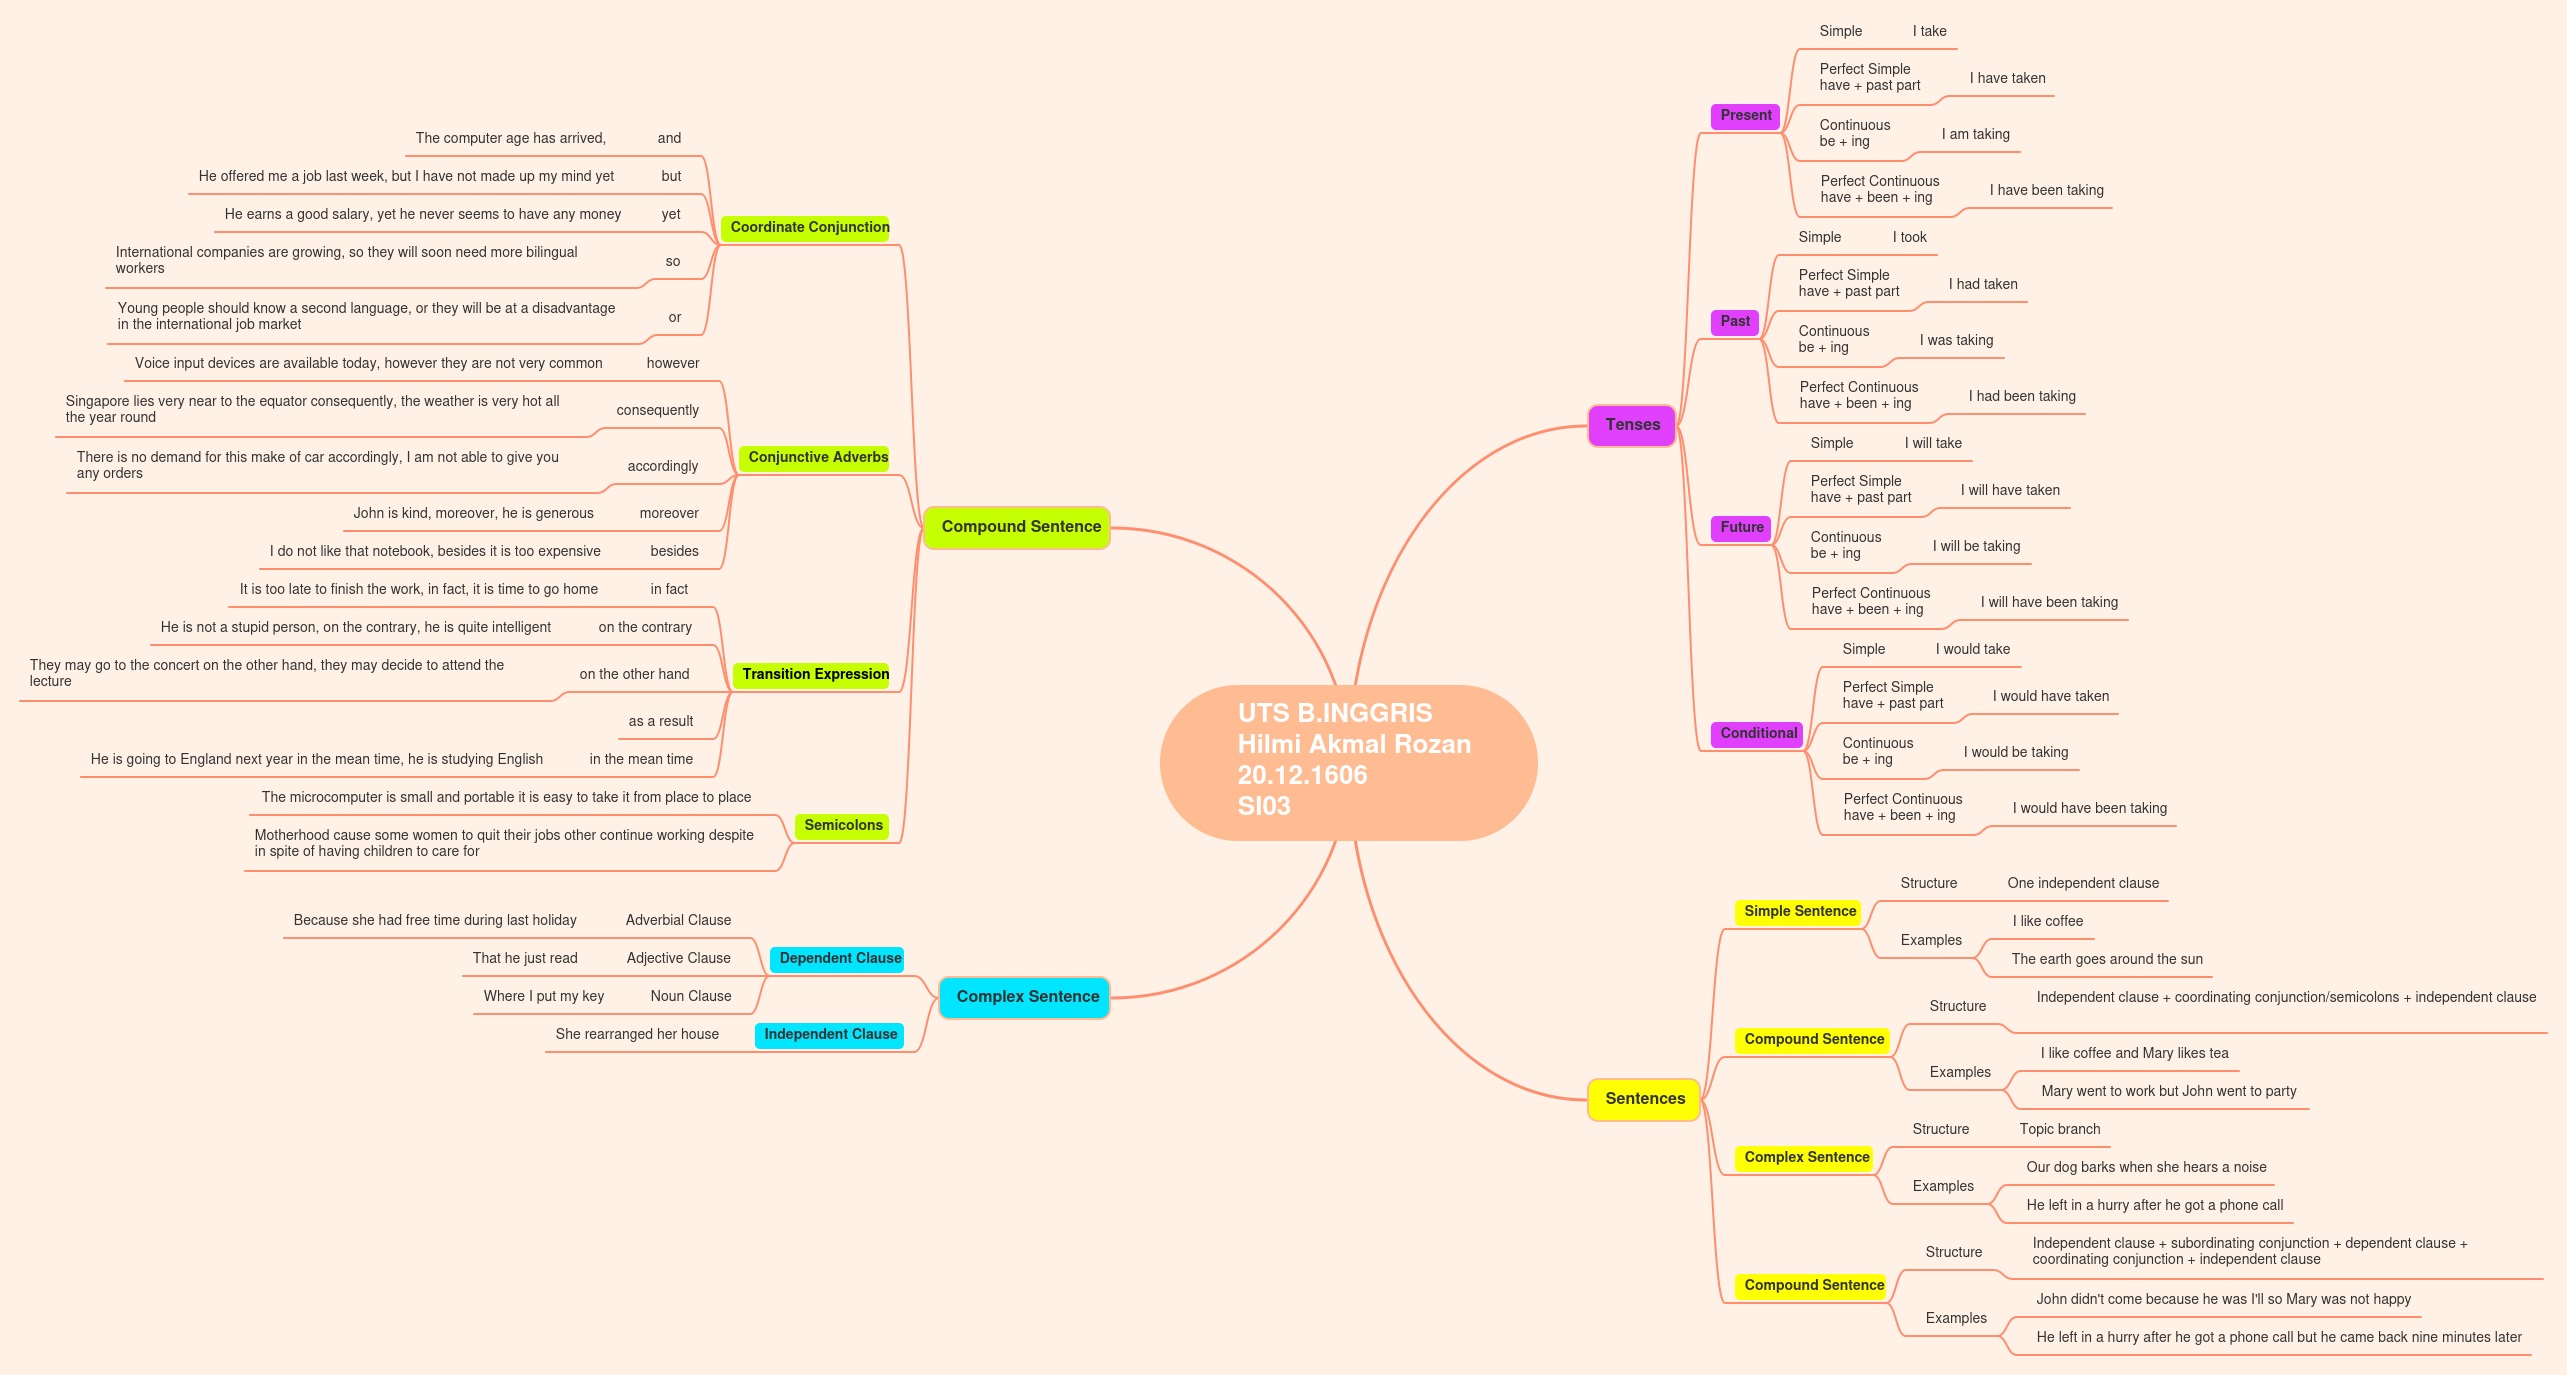 UTS B.INGGRIS
Hilmi Akmal Rozan
20.12.1606
SI03
Tenses
Present
Simple
I take
Perfect Simple
have + past part
I have taken
Continuous
be + ing
I am taking
Perfect Continuous
have + been + ing
I have been taking
Past
Simple
I took
Perfect Simple
have + past part
I had taken
Continuous
be + ing
I was taking
Perfect Continuous
have + been + ing
I had been taking
Future
Simple
I will take
Perfect Simple
have + past part
I will have taken
Continuous
be + ing
I will be taking
Perfect Continuous
have + been + ing
I will have been taking
Conditional
Simple
I would take
Perfect Simple
have + past part
I would have taken
Continuous
be + ing
I would be taking
Perfect Continuous
have + been + ing
I would have been taking
Sentences
Simple Sentence
Structure
One independent clause
Examples
I like coffee
The earth goes around the sun
Compound Sentence
Structure
Independent clause + coordinating conjunction/semicolons + independent clause
Examples
I like coffee and Mary likes tea
Mary went to work but John went to party
Complex Sentence
Structure
Topic branch
Examples
Our dog barks when she hears a noise
He left in a hurry after he got a phone call
Compound Sentence
Structure
Independent clause + subordinating conjunction + dependent clause +
coordinating conjunction + independent clause
Examples
John didn't come because he was I'll so Mary was not happy
He left in a hurry after he got a phone call but he came back nine minutes later
Compound Sentence
Coordinate Conjunction
and
The computer age has arrived,
but
He offered me a job last week, but I have not made up my mind yet
yet
He earns a good salary, yet he never seems to have any money
so
International companies are growing, so they will soon need more bilingual
workers
or
Young people should know a second language, or they will be at a disadvantage
in the international job market
Conjunctive Adverbs
however
Voice input devices are available today, however they are not very common
consequently
Singapore lies very near to the equator consequently, the weather is very hot all
the year round
accordingly
There is no demand for this make of car accordingly, I am not able to give you
any orders
moreover
John is kind, moreover, he is generous
besides
I do not like that notebook, besides it is too expensive
Transition Expression
in fact
It is too late to finish the work, in fact, it is time to go home
on the contrary
He is not a stupid person, on the contrary, he is quite intelligent
on the other hand
They may go to the concert on the other hand, they may decide to attend the
lecture
as a result
in the mean time
He is going to England next year in the mean time, he is studying English
Semicolons
The microcomputer is small and portable it is easy to take it from place to place
Motherhood cause some women to quit their jobs other continue working despite
in spite of having children to care for
Complex Sentence
Dependent Clause
Adverbial Clause
Because she had free time during last holiday
Adjective Clause
That he just read
Noun Clause
Where I put my key
Independent Clause
She rearranged her house